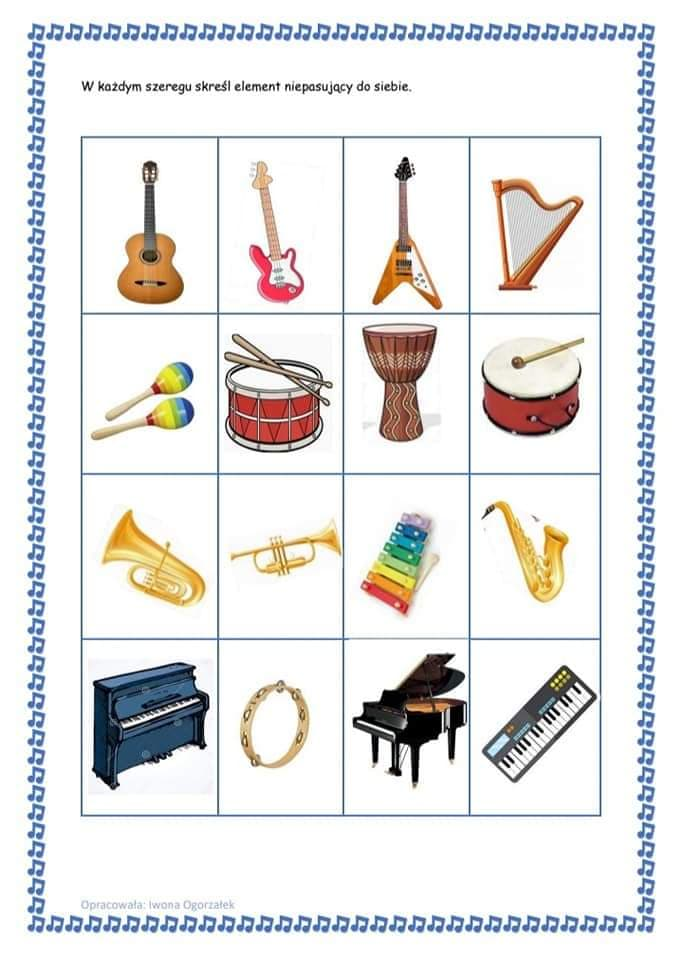 W każdym szeregu skreśl element niepasujący do siebie.
Opracowała: Iwona Ogorzałek